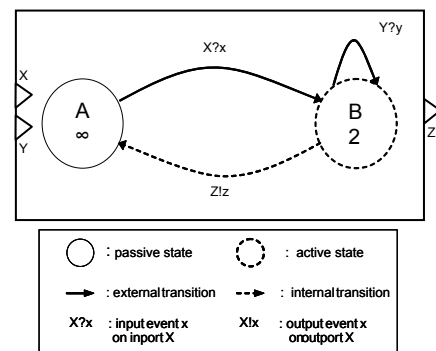 X?x
Y?y
X
A
∞
B
2
Y
Z
Z!z
: passive state
: active state
: external transition
: internal transition
X?x : input event x
on inport X
X!x : output event x
on outport X